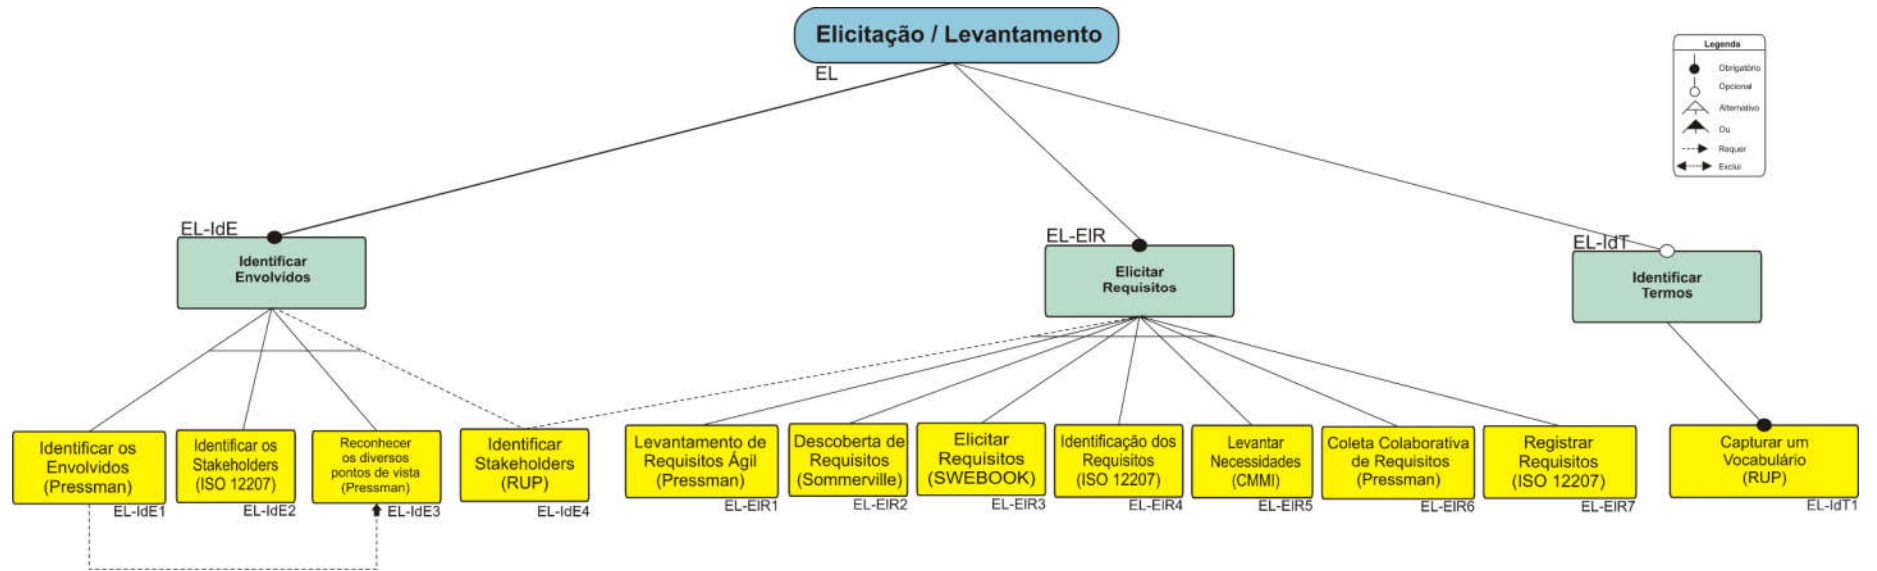 Elicitação / Levantamento
EL
Legenda
Obrigatório
Opcional
Alternativo
Ou
Requer
Exclui
EL-IdE
Identificar
Envolvidos
EL-EIR
Elicitar
Requisitos
EL-IdT
Identificar
Termos
Identificar os
Envolvidos
(Pressman)
EL-IdE1
Identificar os
Stakeholders
(ISO 12207)
EL-IdE2
Reconhecer
os diversos
pontos de vista
(Pressman)
EL-IdE3
Identificar
Stakeholders
(RUP)
EL-IdE4
Levantamento de
Requisitos Ágil
(Pressman)
EL-EIR1
Descoberta de
Requisitos
(Sommerville)
EL-EIR2
Elicitar
Requisitos
(SWEBOOK)
EL-EIR3
Identificação dos
Requisitos
(ISO 12207)
EL-EIR4
Levantar
Necessidades
(CMMI)
EL-EIR5
Coleta Colaborativa
de Requisitos
(Pressman)
EL-EIR6
Registrar
Requisitos
(ISO 12207)
EL-EIR7
Capturar um
Vocabulário
(RUP)
EL-IdT1